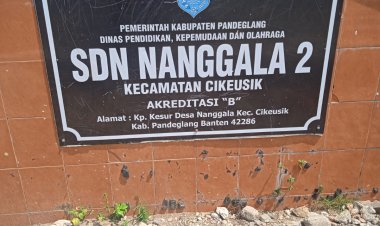 PEMERINTAH KABUPATEN PANDEGLANG
DINAS PENDIDIKAN, KEPEMUDAAN DAN OLAHRAGA
SDN NANGGALA 2
KECAMATAN CIKEUSIK
AKREDITASI "B"
Alamat : Kp. Kesur Desa Nanggala Kec. Cikeusik
Kab. Pandeglang Banten 42286